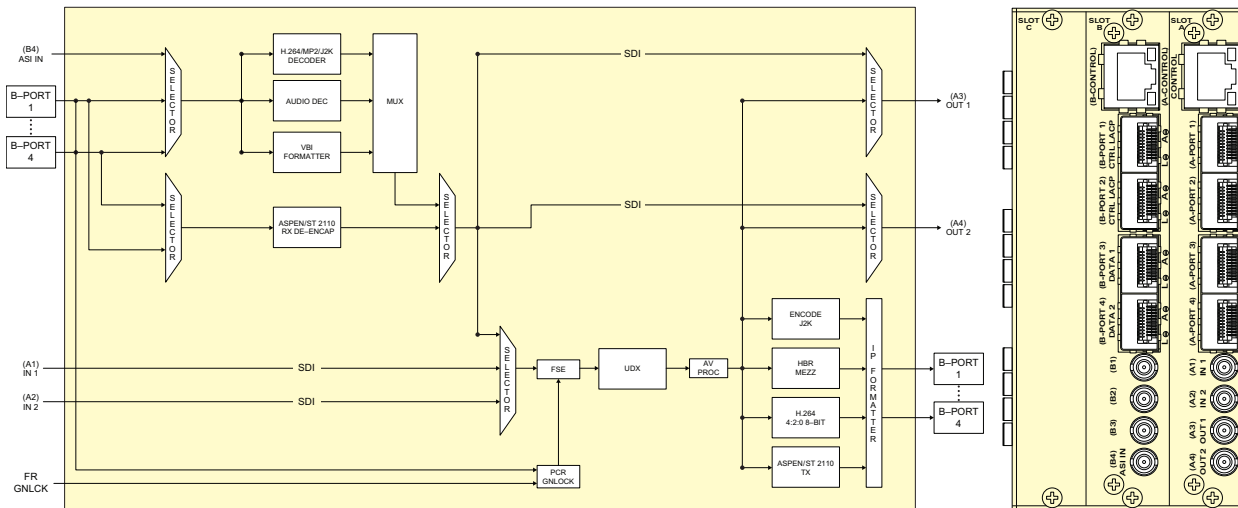 (B4)
ASI IN
B–PORT
1
B–PORT
4
(A1)
IN 1
(A2)
IN 2
FR
GNLCK
SELECTOR
SELECTOR
H.264/MP2/J2K
DECODER
AUDIO DEC
VBI
FORMATTER
MUX
ASPEN/ST 2110
RX DE–ENCAP
SELECTOR
SDI
SDI
SDI
SDI
SELECTOR
FSE
UDX
AV
PROC
PCR
GNLOCK
SELECTOR
SELECTOR
ENCODE
J2K
HBR
MEZZ
H.264
4:2:0 8–BIT
ASPEN/ST 2110
TX
IP FORMATTER
(A3)
OUT 1
(A4)
OUT 2
B–PORT
1
B–PORT
4
SLOT
C
SLOT
B
SLOT
A
(B-CONTROL)
(A-CONTROL)
CONTROL
(B-PORT 1)
CTRL LACP
L A
(A-PORT 1)
(B-PORT 2)
CTRL LACP
L A
(A-PORT 2)
(B-PORT 3)
DATA 1
L A
(A-PORT 3)
(B-PORT 4)
DATA 2
L A
(A-PORT 4)
(B1)
(A1)
IN 1
(B2)
(A2)
IN 2
(B3)
(A3)
OUT 1
(B4)
ASI IN
(A4)
OUT 2